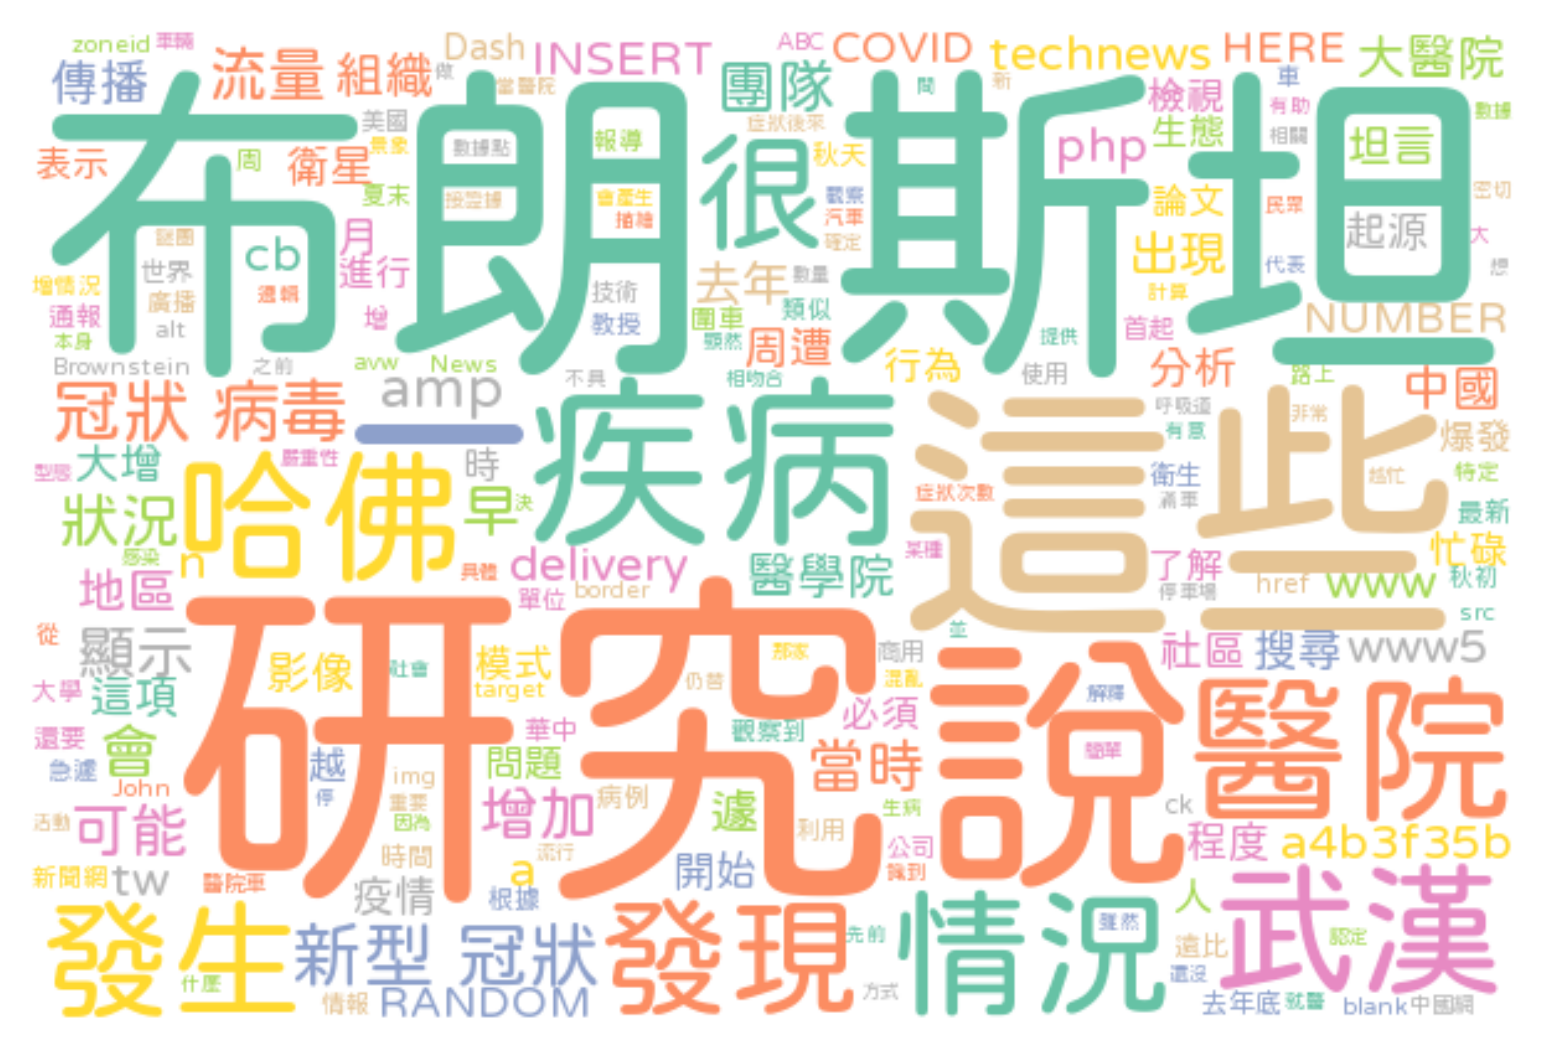 zoneid 車輛 流量 組織 Dash INSERT ABC COVID technews HERE 大醫院
傳播 做 當醫院 團隊 間 新 車 檢視 有助 數據
布朗斯坦
美國 症狀後來 php 生態 相關 坦言
表示 周 衛星 景象 數據點 報導 很 秋天
夏末 接證據 會產生 描繪 觀察 汽車 論文 民眾 密切
謎團 cb 月 確定 出現 起源 大
世界 邏輯 進行 去年 數量 代表 想
增情況 廣播 技術 類似 計算
通報 alt 增 教授 圍車 首起 NUMBER
本身 顯然 周遭 提供
Brownstein 之前 avw News 不具 相吻合 行為 使用 分析 路上 中國
冠狀 病毒 amp 一 疾病 這些 呼吸道 非常
有意 爆發
型態 大增 嚴重性 時 衛生 越忙 特定
狀況 哈佛 早 決 症狀次數 滿車 最新
感染 n 具體 delivery 醫學院 某種 了解 一 忙碌
地區 單位 border 停車場 href www 秋初
從 並 一 src
顯示 影像 社會 模式 那家 商用 社區 搜尋 www5
研究 說 醫院
大學 這項 target 仍替 混亂 解釋
還要 會 華中 觀察到 必須 簡單
急遽 越 問題 當時
John 停 img
活動 可能 重要 因為 增加 病例 遽 利用 生病 ck
時間 流行 公司 程度 a4b3f35b
新聞網 tw 醫院車 疫情 a 根據 開始 識到
發生 新型 冠狀 發現 先前 情況 雖然 人 武漢
遠比 認定
什麼 情報 RANDOM 方式 還沒 去年底 就醫 blank 中國網